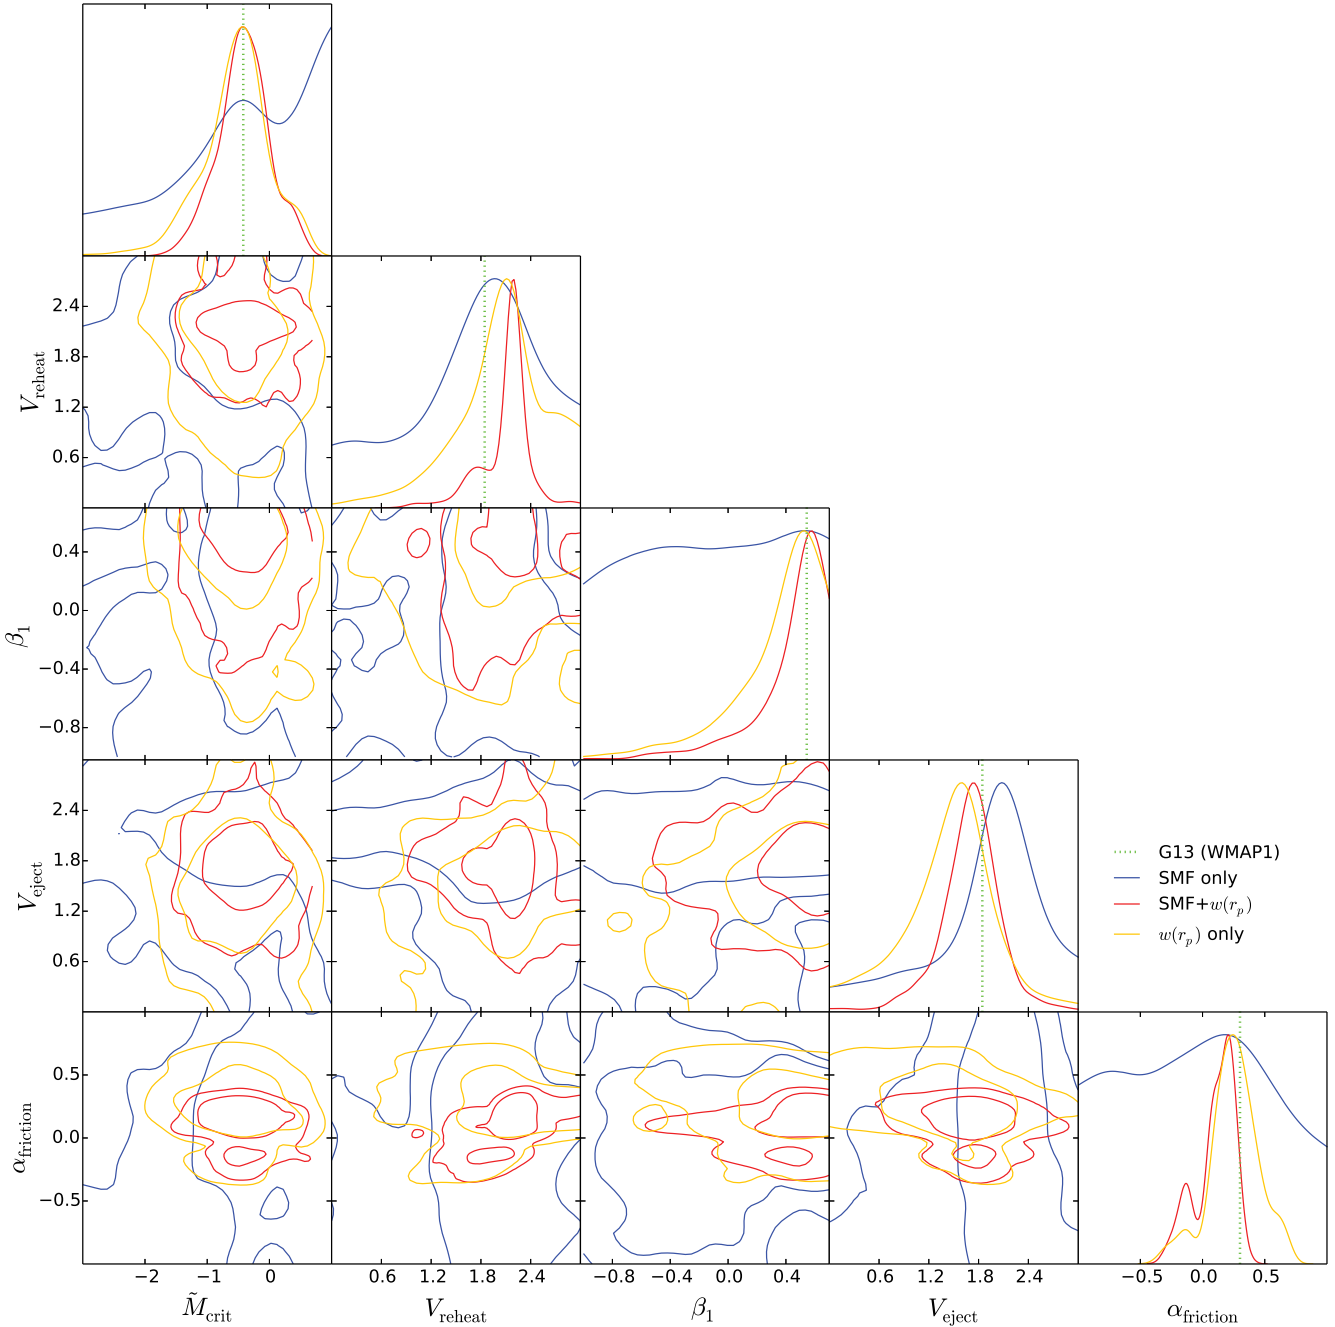 2.4
1.8
1.2
0.6
V_reheat
0.4
0.0
−0.4
−0.8
β₁
2.4
1.8
1.2
0.6
V_eject
G13 (WMAP1)
SMF only
SMF+w(r_p)
w(r_p) only
0.5
0.0
−0.5
α_friction
−2 −1 0 0.6 1.2 1.8 2.4 −0.8 −0.4 0.0 0.4 0.6 1.2 1.8 2.4 −0.5 0.0 0.5
M̃_crit V_reheat β₁ V_eject α_friction